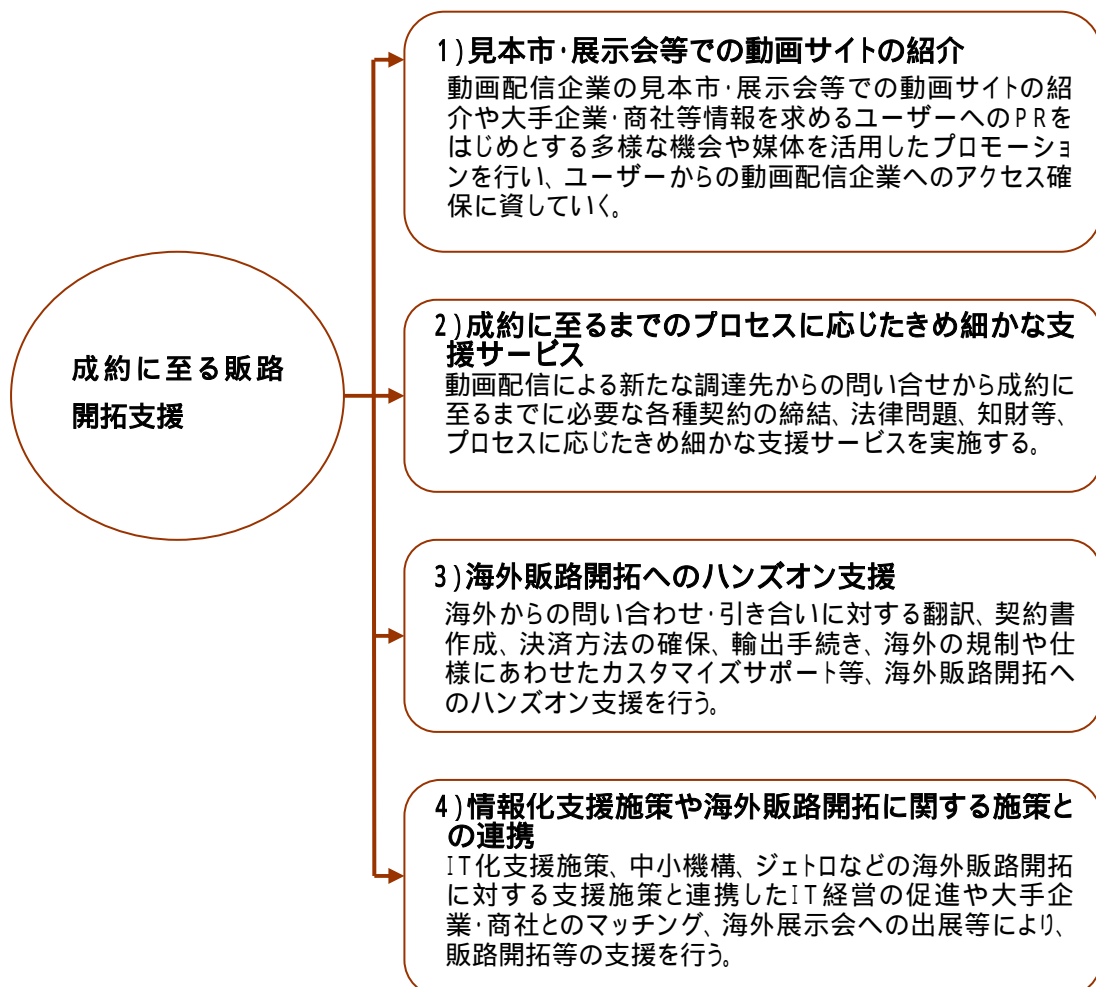 成約に至る販路
開拓支援
1)見本市・展示会等での動画サイトの紹介
動画配信企業の見本市・展示会等での動画サイトの紹
介や大手企業・商社等情報を求めるユーザーへのPRを
はじめとする多様な機会や媒体を活用したプロモーショ
ンを行い、ユーザーからの動画配信企業へのアクセス確
保に資していく。
2)成約に至るまでのプロセスに応じたきめ細かな支
援サービス
動画配信による新たな調達先からの問い合せから成約に
至るまでに必要な各種契約の締結、法律問題、知財等、
プロセスに応じたきめ細かな支援サービスを実施する。
3)海外販路開拓へのハンズオン支援
海外からの問い合わせ・引き合いに対する翻訳、契約書
作成、決済方法の確保、輸出手続き、海外の規制や仕
様にあわせたカスタマイズサポート等、海外販路開拓へ
のハンズオン支援を行う。
4)情報化支援施策や海外販路開拓に関する施策と
の連携
IT化支援施策、中小機構、ジェトロなどの海外販路開拓
に対する支援施策と連携したIT経営の促進や大手企
業・商社とのマッチング、海外展示会への出展等により、
販路開拓等の支援を行う。